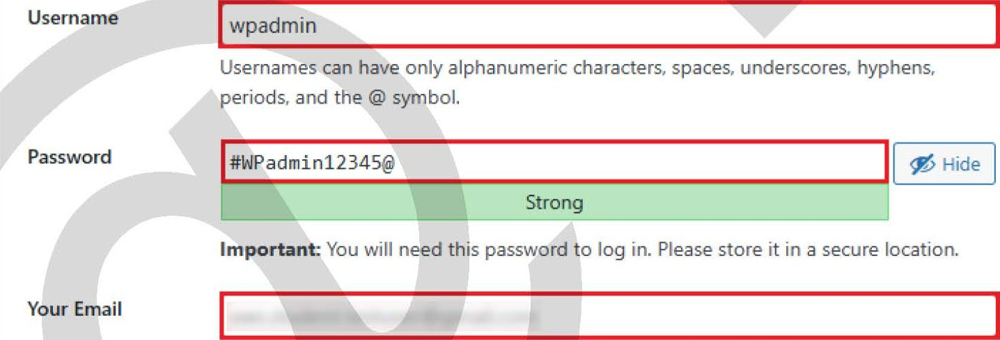 Username
wpadmin
Usernames can have only alphanumeric characters, spaces, underscores, hyphens,
periods, and the @ symbol.
Password
#WPadmin12345@
Hide
Strong
Important: You will need this password to log in. Please store it in a secure location.
Your Email